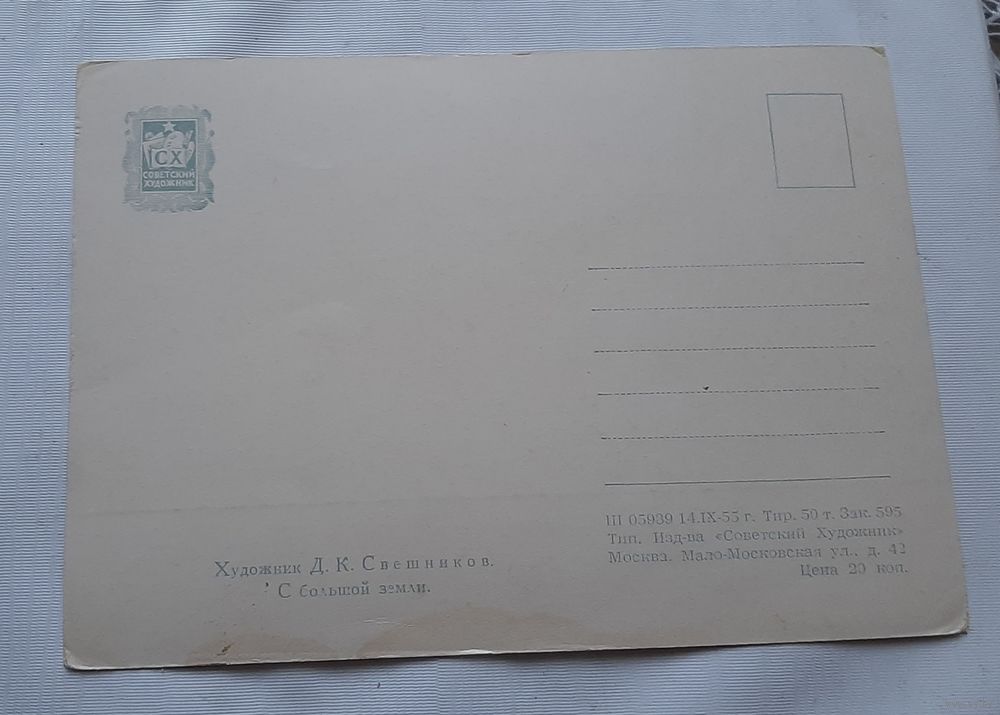 СХ
СОВЕТСКИЙ
ХУДОЖНИК
Художник Д. К. Свешников.
С большой земли.
Ш 05939 14.IX-55 г. Тир. 50 т. Зак. 595
Тип. Изд-ва «Советский Художник»
Москва. Мало-Московская ул., д. 42
Цена 20 коп.